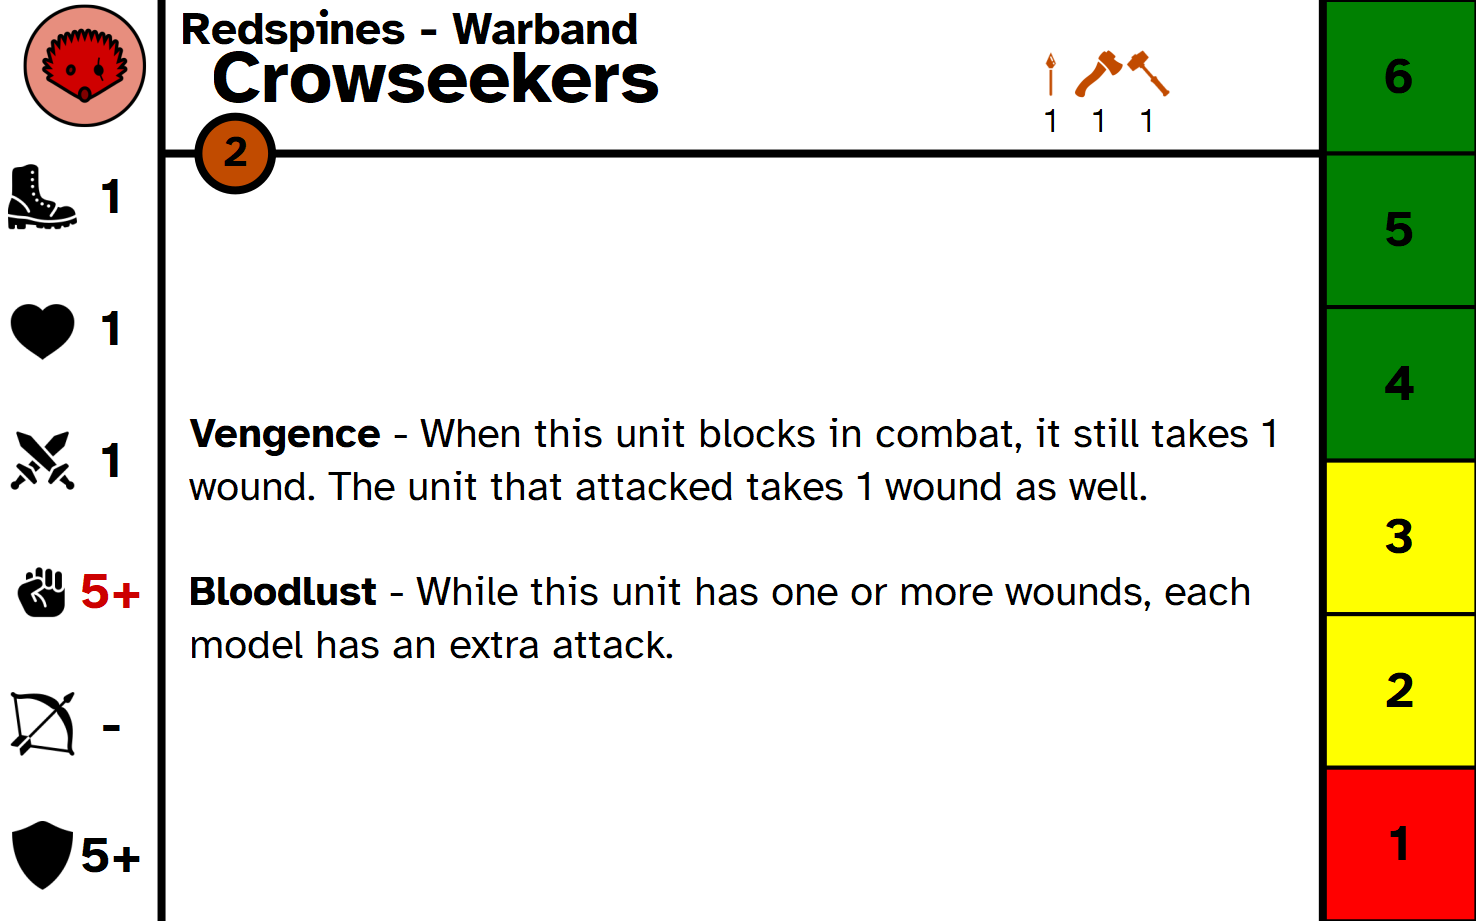 Redspines - Warband
Crowseekers
1 1 1
2
1
1
1
5+
-
5+
Vengence - When this unit blocks in combat, it still takes 1
wound. The unit that attacked takes 1 wound as well.
Bloodlust - While this unit has one or more wounds, each
model has an extra attack.
6
5
4
3
2
1